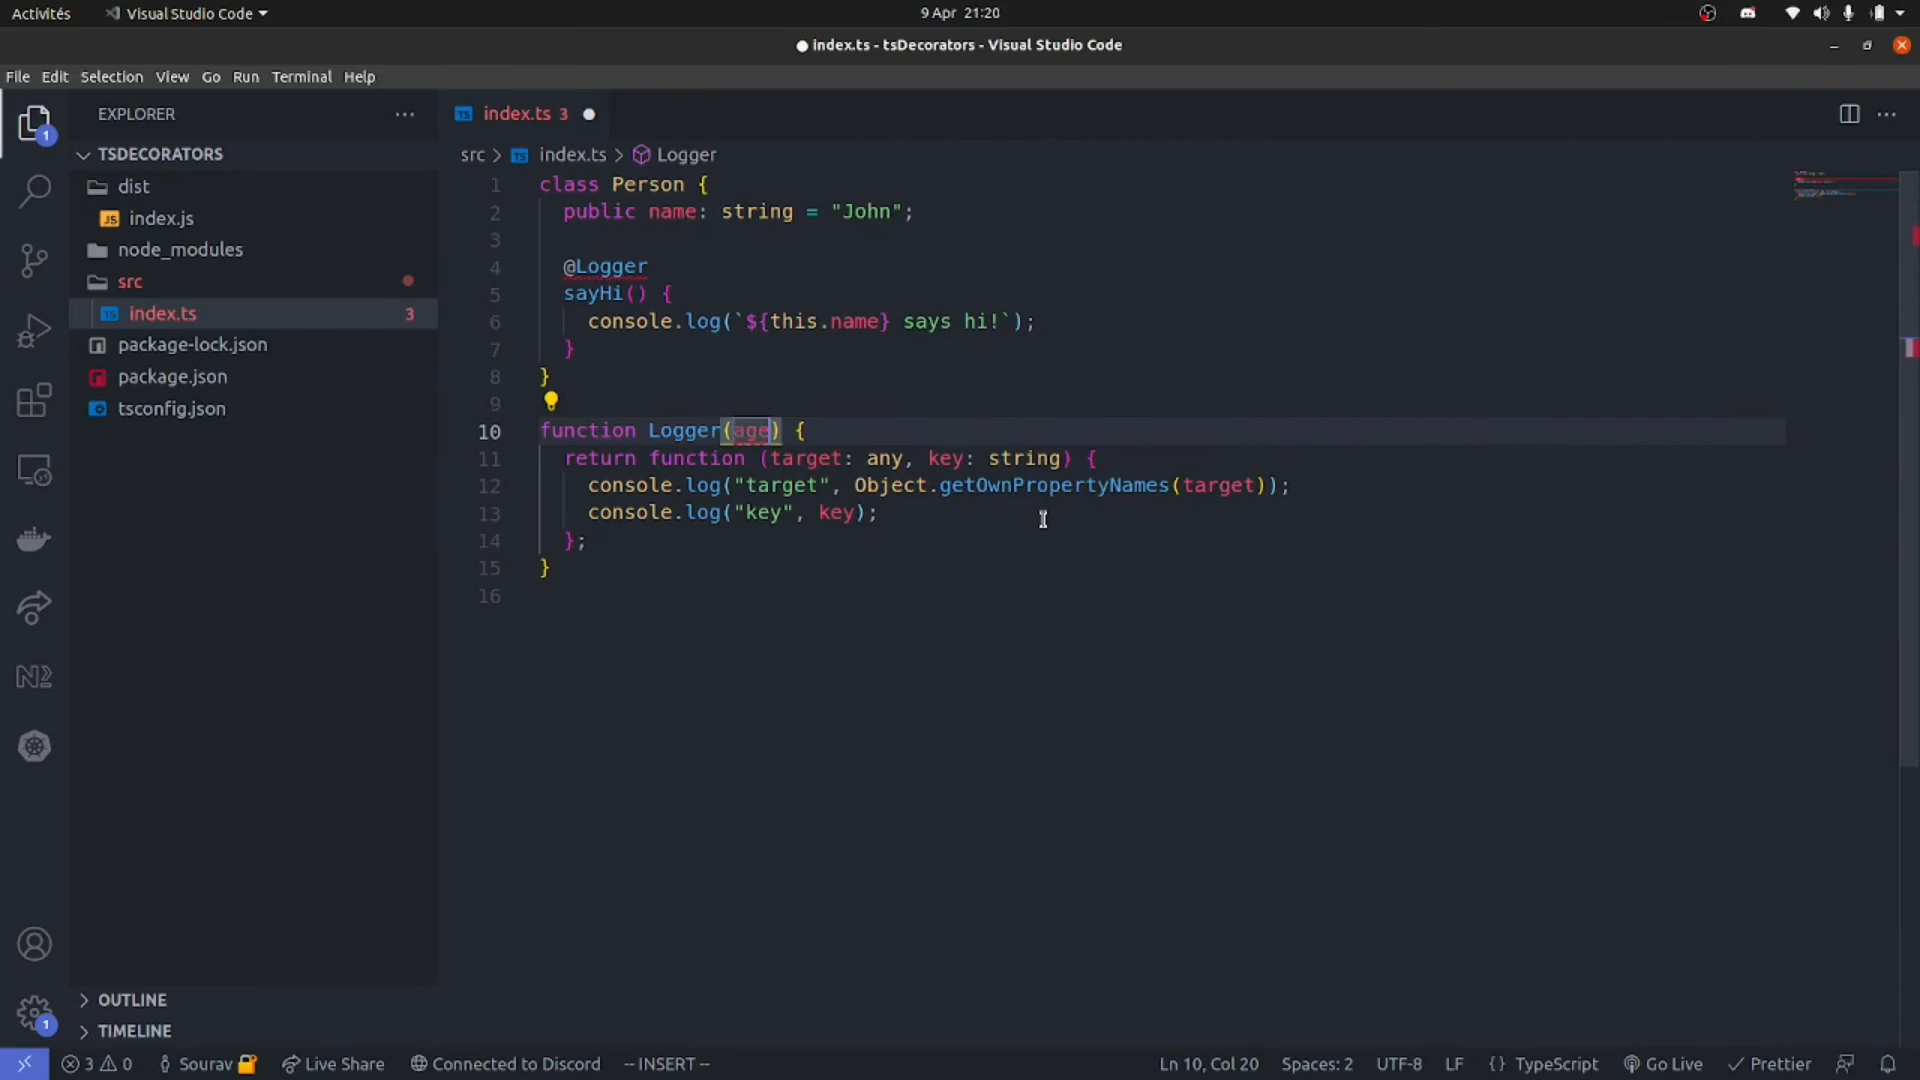 Activités
Visual Studio Code
9 Apr 21:20
index.ts - tsDecorators - Visual Studio Code
File Edit Selection View Go Run Terminal Help
EXPLORER
TSDECORATORS
dist
JS index.js
node_modules
src
TS index.ts 3
package-lock.json
package.json
tsconfig.json
OUTLINE
TIMELINE
1
1
TS index.ts 3
src > TS index.ts > Logger
1 class Person {
2 public name: string = "John";
3
4 @Logger
5 sayHi() {
6 console.log(`${this.name} says hi!`);
7 }
8 }
9
10 function Logger(age) {
11 return function (target: any, key: string) {
12 console.log("target", Object.getOwnPropertyNames(target));
13 console.log("key", key);
14 };
15 }
16
3 0 Sourav Live Share Connected to Discord -- INSERT -- Ln 10, Col 20 Spaces: 2 UTF-8 LF {} TypeScript Go Live Prettier